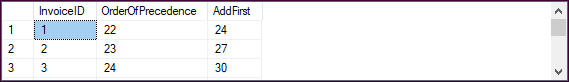 InvoiceID OrderOfPrecedence AddFirst
1 1 22 24
2 2 23 27
3 3 24 30